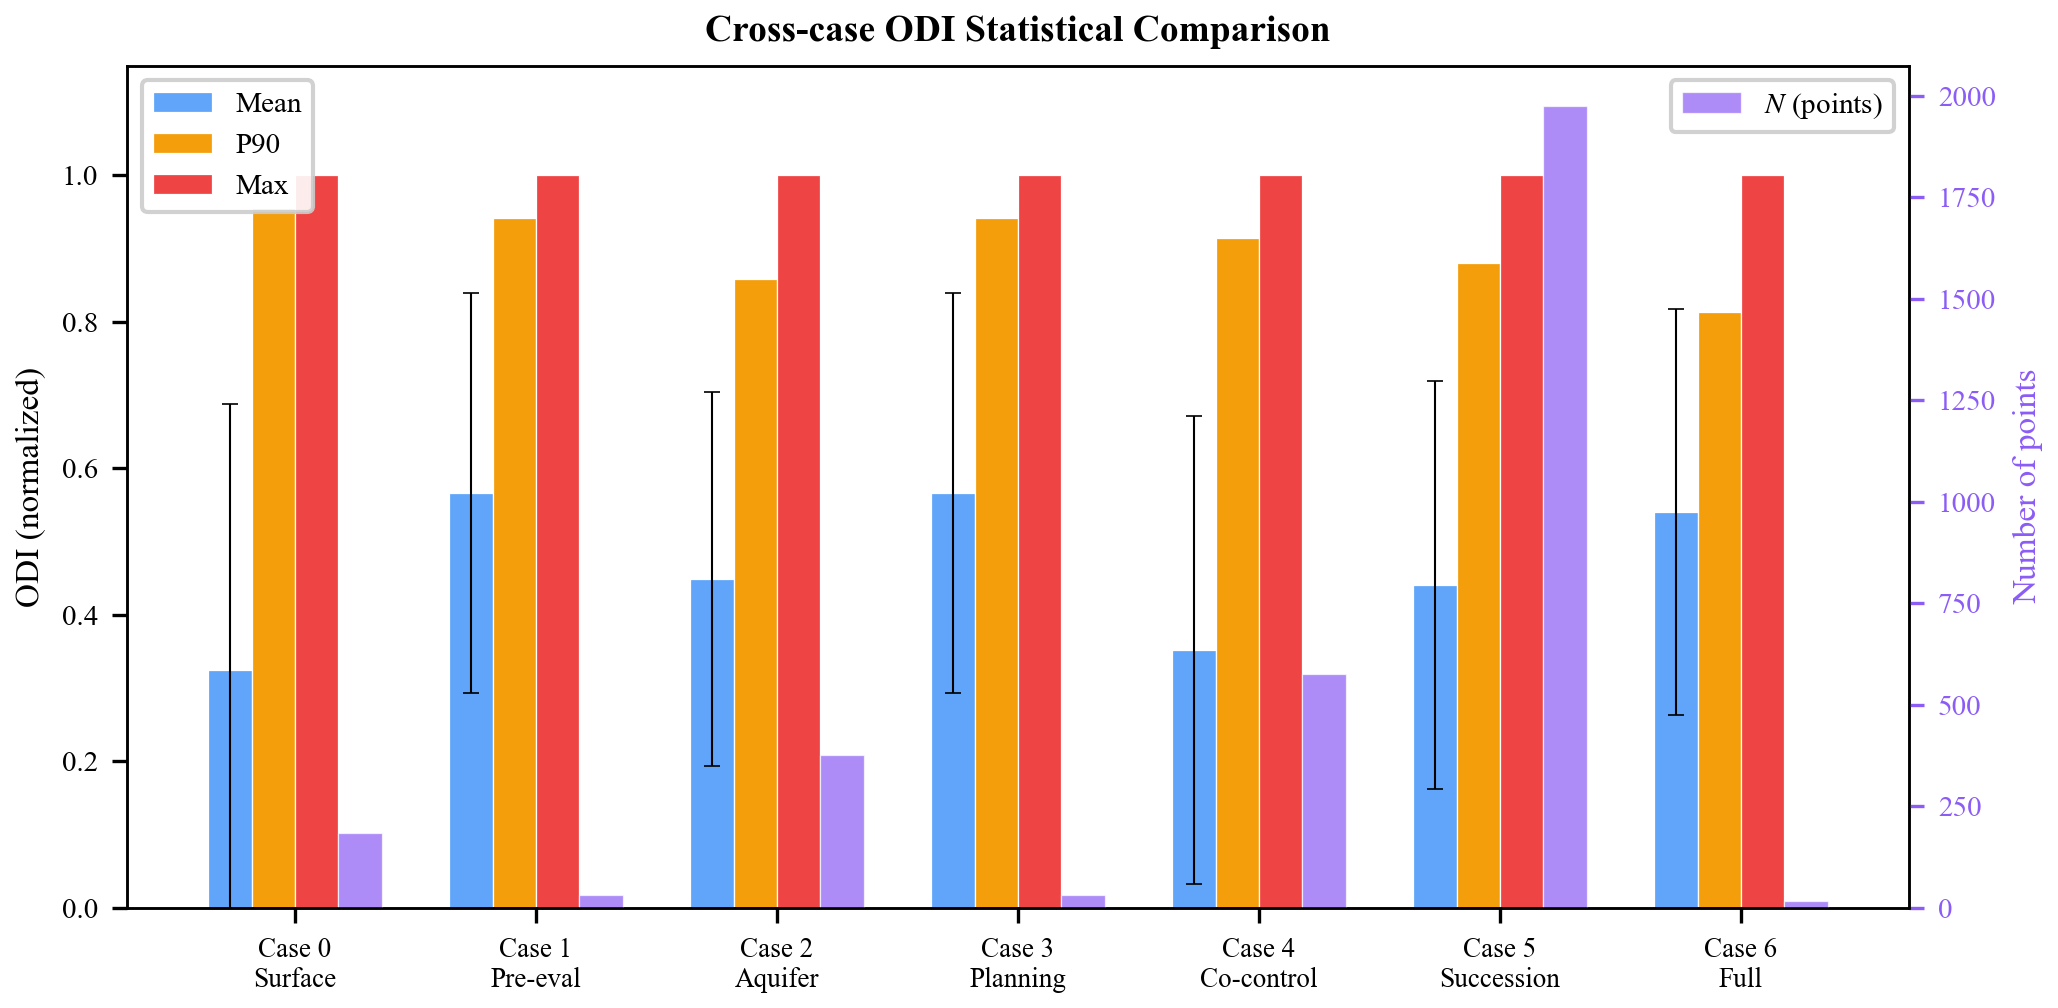 Cross-case ODI Statistical Comparison
Mean
P90
Max
N (points)
ODI (normalized)
1.0
0.8
0.6
0.4
0.2
0.0
2000
1750
1500
1250
1000
750
500
250
0
Number of points
Case 0
Surface
Case 1
Pre-eval
Case 2
Aquifer
Case 3
Planning
Case 4
Co-control
Case 5
Succession
Case 6
Full